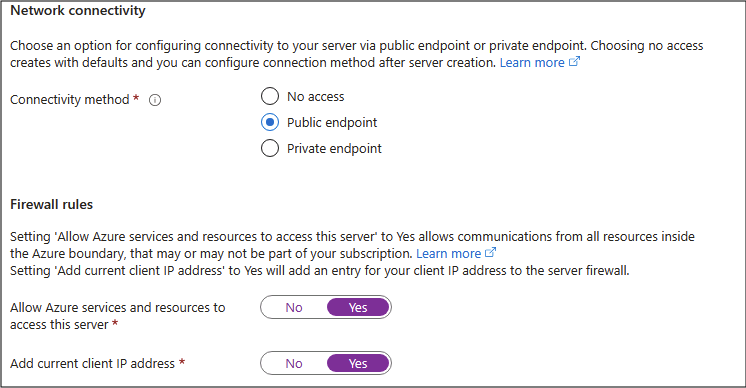 Network connectivity
Choose an option for configuring connectivity to your server via public endpoint or private endpoint. Choosing no access
creates with defaults and you can configure connection method after server creation. Learn more
Connectivity method *
No access
Public endpoint
Private endpoint
Firewall rules
Setting 'Allow Azure services and resources to access this server' to Yes allows communications from all resources inside
the Azure boundary, that may or may not be part of your subscription. Learn more
Setting 'Add current client IP address' to Yes will add an entry for your client IP address to the server firewall.
Allow Azure services and resources to
access this server *
No Yes
Add current client IP address *
No Yes